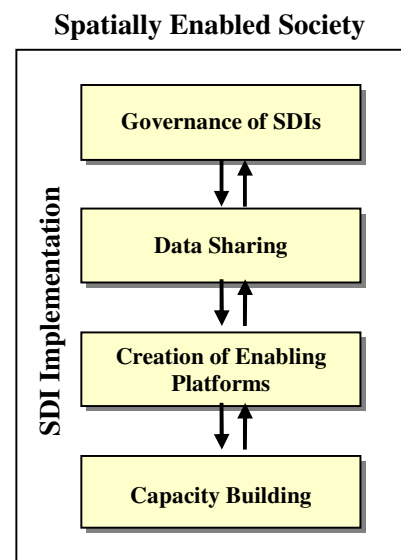 Spatially Enabled Society
SDI Implementation
Governance of SDIs
Data Sharing
Creation of Enabling
Platforms
Capacity Building